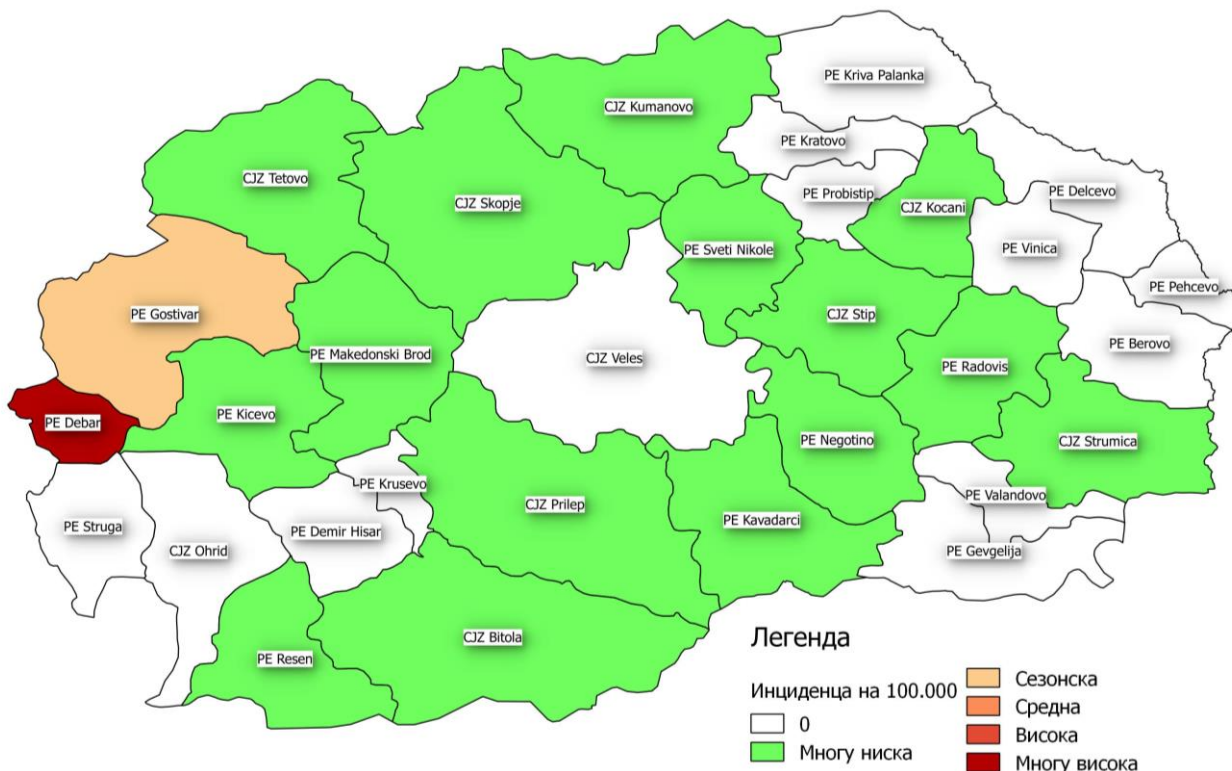 PE Kriva Palanka
CJZ Kumanovo
PE Kratovo
CJZ Tetovo
PE Probistip
PE Delcevo
CJZ Skopje
CJZ Kocani
PE Sveti Nikole
PE Vinica
PE Pehcevo
PE Gostivar
CJZ Stip
PE Berovo
PE Makedonski Brod
CJZ Veles
PE Radovis
PE Debar
PE Kicevo
PE Negotino
CJZ Strumica
PE Krusevo
PE Valandovo
CJZ Prilep
PE Kavadarci
PE Struga
PE Demir Hisar
CJZ Ohrid
PE Gevgelija
CJZ Bitola
PE Resen
Легенда
Инциденца на 100.000
0
Многу ниска
Сезонска
Средна
Висока
Многу висока